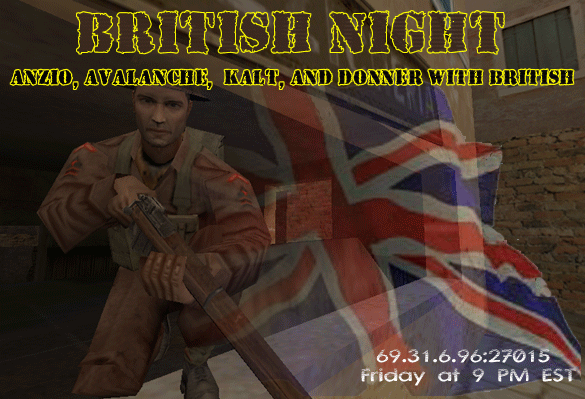 BRITISH NIGHT
ANZIO, AVALANCHE, KALT, AND DONNER WITH BRITISH
69.31.6.96:27015
Friday at 9 PM EST